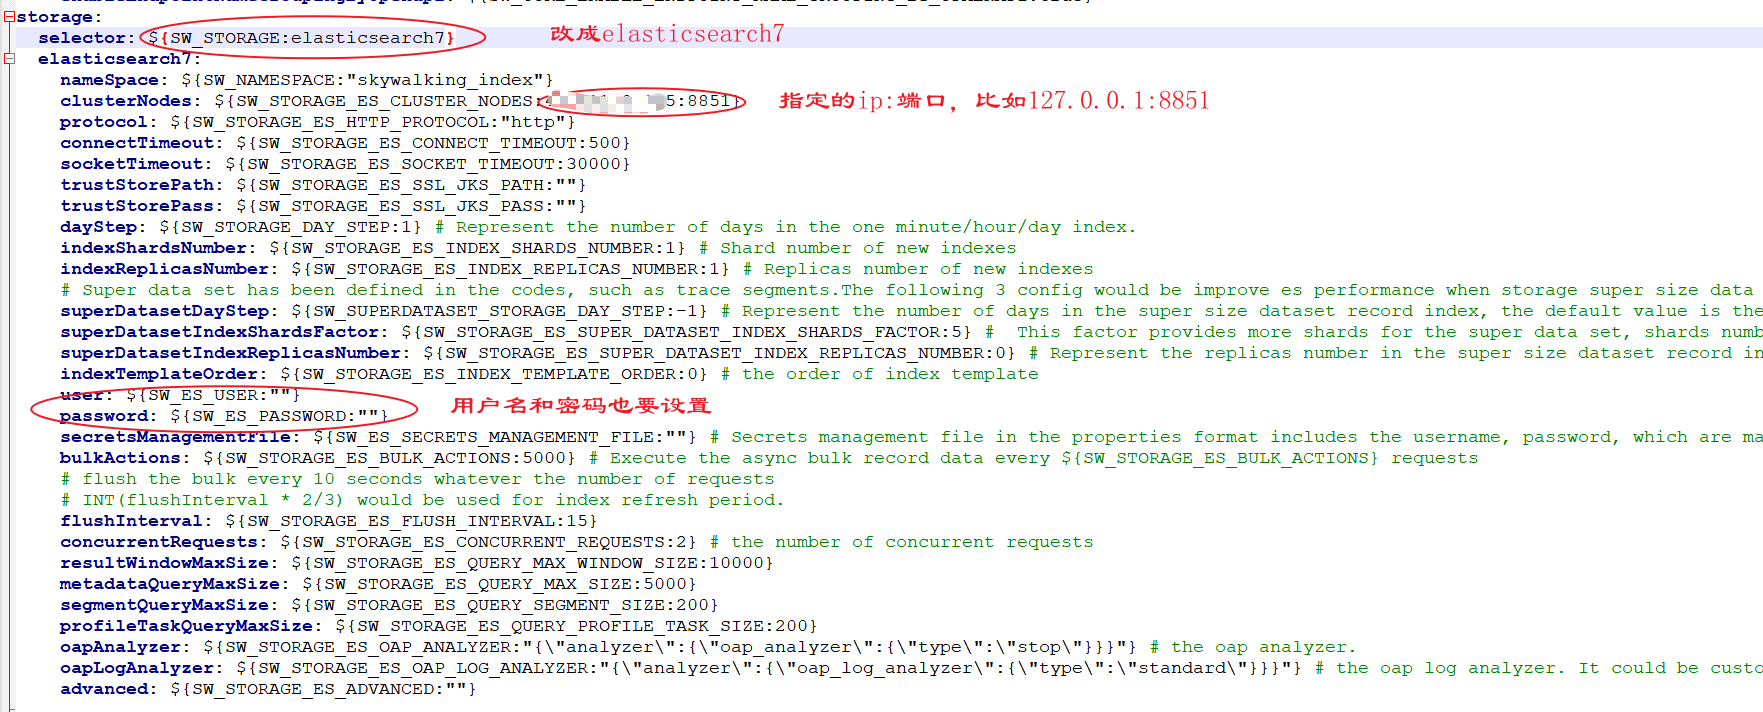 storage:
selector: ${SW_STORAGE:elasticsearch7} 改成elasticsearch7
elasticsearch7:
nameSpace: ${SW_NAMESPACE:"skywalking_index"}
clusterNodes: ${SW_STORAGE_ES_CLUSTER_NODES: 5:8851} 指定的ip:端口，比如127.0.0.1:8851
protocol: ${SW_STORAGE_ES_HTTP_PROTOCOL:"http"}
connectTimeout: ${SW_STORAGE_ES_CONNECT_TIMEOUT:500}
socketTimeout: ${SW_STORAGE_ES_SOCKET_TIMEOUT:30000}
trustStorePath: ${SW_STORAGE_ES_SSL_JKS_PATH:""}
trustStorePass: ${SW_STORAGE_ES_SSL_JKS_PASS:""}
dayStep: ${SW_STORAGE_DAY_STEP:1} # Represent the number of days in the one minute/hour/day index.
indexShardsNumber: ${SW_STORAGE_ES_INDEX_SHARDS_NUMBER:1} # Shard number of new indexes
indexReplicasNumber: ${SW_STORAGE_ES_INDEX_REPLICAS_NUMBER:1} # Replicas number of new indexes
# Super data set has been defined in the codes, such as trace segments.The following 3 config would be improve es performance when storage super size data
superDatasetDayStep: ${SW_SUPERDATASET_STORAGE_DAY_STEP:-1} # Represent the number of days in the super size dataset record index, the default value is the
superDatasetIndexShardsFactor: ${SW_STORAGE_ES_SUPER_DATASET_INDEX_SHARDS_FACTOR:5} #  This factor provides more shards for the super data set, shards numb
superDatasetIndexReplicasNumber: ${SW_STORAGE_ES_SUPER_DATASET_INDEX_REPLICAS_NUMBER:0} # Represent the replicas number in the super size dataset record in
indexTemplateOrder: ${SW_STORAGE_ES_INDEX_TEMPLATE_ORDER:0} # the order of index template
user: ${SW_ES_USER:""}
password: ${SW_ES_PASSWORD:""} 用户名和密码也要设置
secretsManagementFile: ${SW_ES_SECRETS_MANAGEMENT_FILE:""} # Secrets management file in the properties format includes the username, password, which are ma
bulkActions: ${SW_STORAGE_ES_BULK_ACTIONS:5000} # Execute the async bulk record data every ${SW_STORAGE_ES_BULK_ACTIONS} requests
# flush the bulk every 10 seconds whatever the number of requests
# INT(flushInterval * 2/3) would be used for index refresh period.
flushInterval: ${SW_STORAGE_ES_FLUSH_INTERVAL:15}
concurrentRequests: ${SW_STORAGE_ES_CONCURRENT_REQUESTS:2} # the number of concurrent requests
resultWindowMaxSize: ${SW_STORAGE_ES_QUERY_MAX_WINDOW_SIZE:10000}
metadataQueryMaxSize: ${SW_STORAGE_ES_QUERY_MAX_SIZE:5000}
segmentQueryMaxSize: ${SW_STORAGE_ES_QUERY_SEGMENT_SIZE:200}
profileTaskQueryMaxSize: ${SW_STORAGE_ES_QUERY_PROFILE_TASK_SIZE:200}
oapAnalyzer: ${SW_STORAGE_ES_OAP_ANALYZER:"{\"analyzer\":{\"oap_analyzer\":{\"type\":\"stop\"}}}"} # the oap analyzer.
oapLogAnalyzer: ${SW_STORAGE_ES_OAP_LOG_ANALYZER:"{\"analyzer\":{\"oap_log_analyzer\":{\"type\":\"standard\"}}}"} # the oap log analyzer. It could be custo
advanced: ${SW_STORAGE_ES_ADVANCED:""}